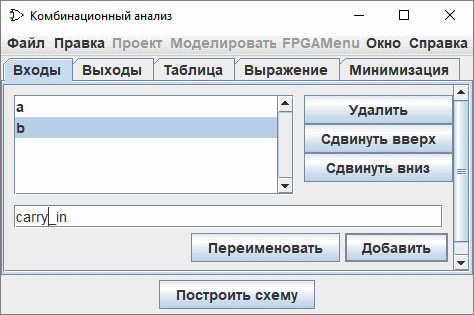 Комбинационный анализ
Файл Правка Проект Моделировать FPGAMenu Окно Справка
Входы Выходы Таблица Выражение Минимизация
a
b
Удалить
Сдвинуть вверх
Сдвинуть вниз
carry_in
Переименовать Добавить
Построить схему